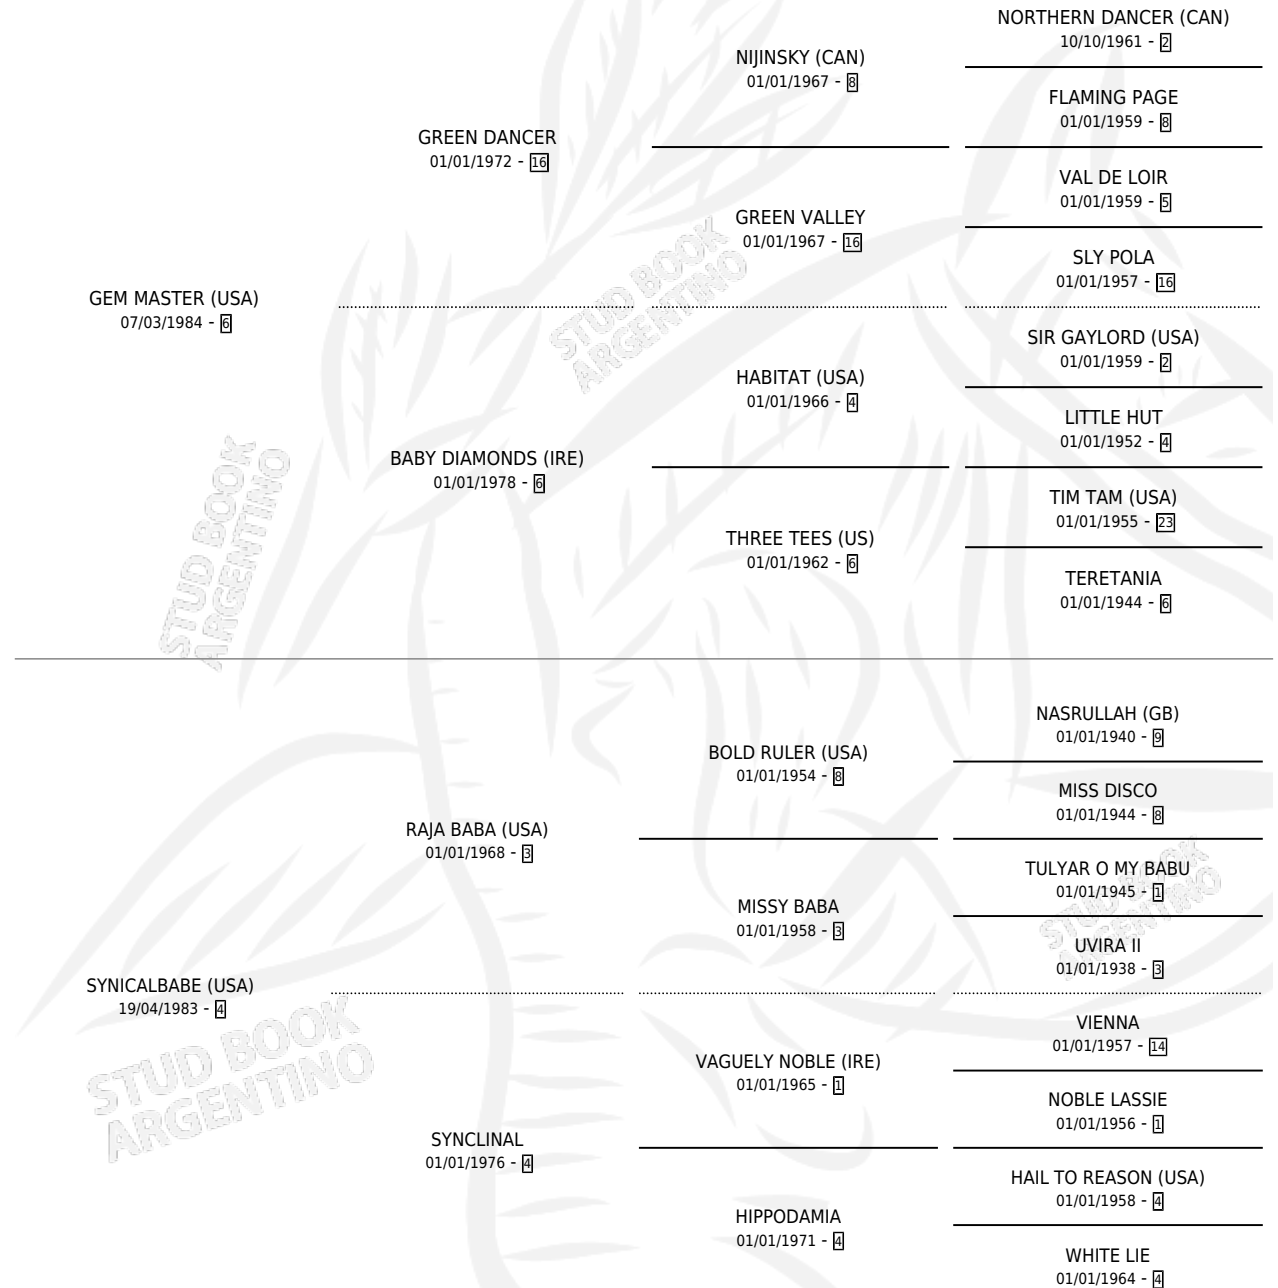 NORTHERN DANCER (CAN)
10/10/1961 - 2
NIJINSKY (CAN)
01/01/1967 - 8
FLAMING PAGE
01/01/1959 - 8
GREEN DANCER
01/01/1972 - 16
VAL DE LOIR
01/01/1959 - 5
GREEN VALLEY
01/01/1967 - 16
SLY POLA
01/01/1957 - 16
GEM MASTER (USA)
07/03/1984 - 6
SIR GAYLORD (USA)
01/01/1959 - 2
HABITAT (USA)
01/01/1966 - 4
LITTLE HUT
01/01/1952 - 4
BABY DIAMONDS (IRE)
01/01/1978 - 6
TIM TAM (USA)
01/01/1955 - 23
THREE TEES (US)
01/01/1962 - 6
TERETANIA
01/01/1944 - 6
NASRULLAH (GB)
01/01/1940 - 9
BOLD RULER (USA)
01/01/1954 - 8
MISS DISCO
01/01/1944 - 8
RAJA BABA (USA)
01/01/1968 - 3
TULYAR O MY BABU
01/01/1945 - 1
MISSY BABA
01/01/1958 - 3
UVIRA II
01/01/1938 - 3
SYNICALBABE (USA)
19/04/1983 - 4
VIENNA
01/01/1957 - 14
VAGUELY NOBLE (IRE)
01/01/1965 - 1
NOBLE LASSIE
01/01/1956 - 1
SYNCLINAL
01/01/1976 - 4
HAIL TO REASON (USA)
01/01/1958 - 4
HIPPODAMIA
01/01/1971 - 4
WHITE LIE
01/01/1964 - 4
STUD BOOK
ARGENTINO
STUD BOOK
ARGENTINO
STUD BOOK
ARGENTINO
STUD BOOK
ARGENTINO